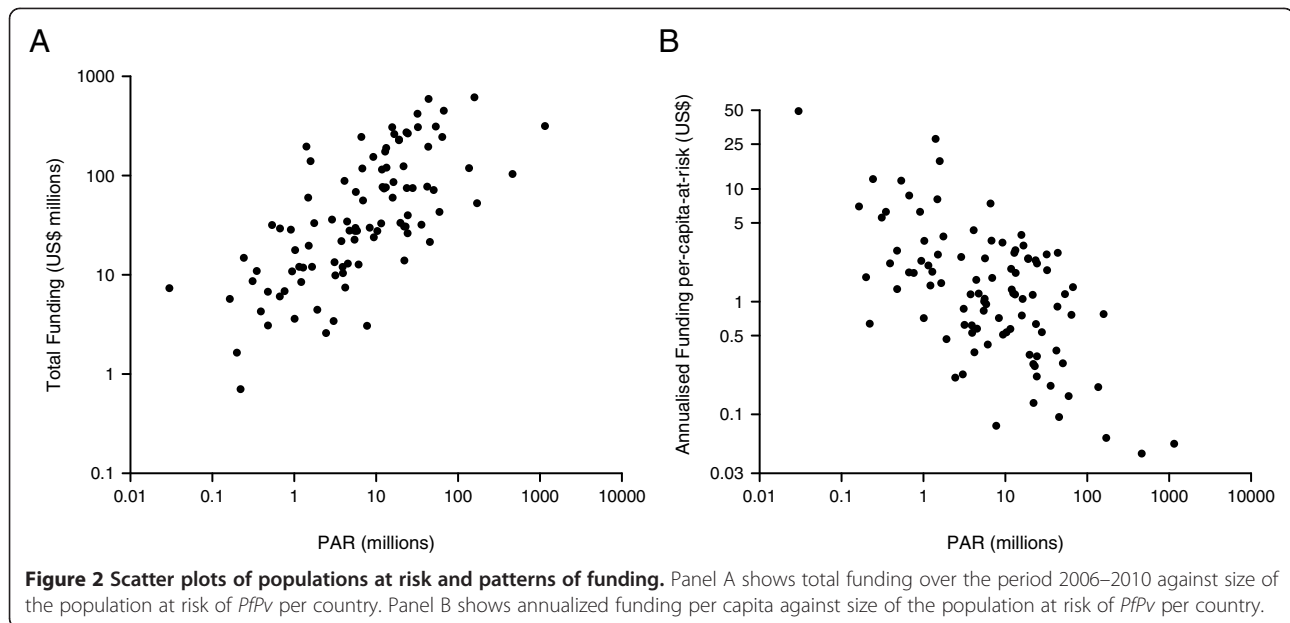 A
Total Funding (US$ millions)
1000
100
10
1
0.1
0.01 0.1 1 10 100 1000 10000
PAR (millions)
B
Annualised Funding per-capita-at-risk (US$)
50
25
10
5
1
0.5
0.1
0.03
0.01 0.1 1 10 100 1000 10000
PAR (millions)
Figure 2 Scatter plots of populations at risk and patterns of funding. Panel A shows total funding over the period 2006–2010 against size of
the population at risk of PfPv per country. Panel B shows annualized funding per capita against size of the population at risk of PfPv per country.